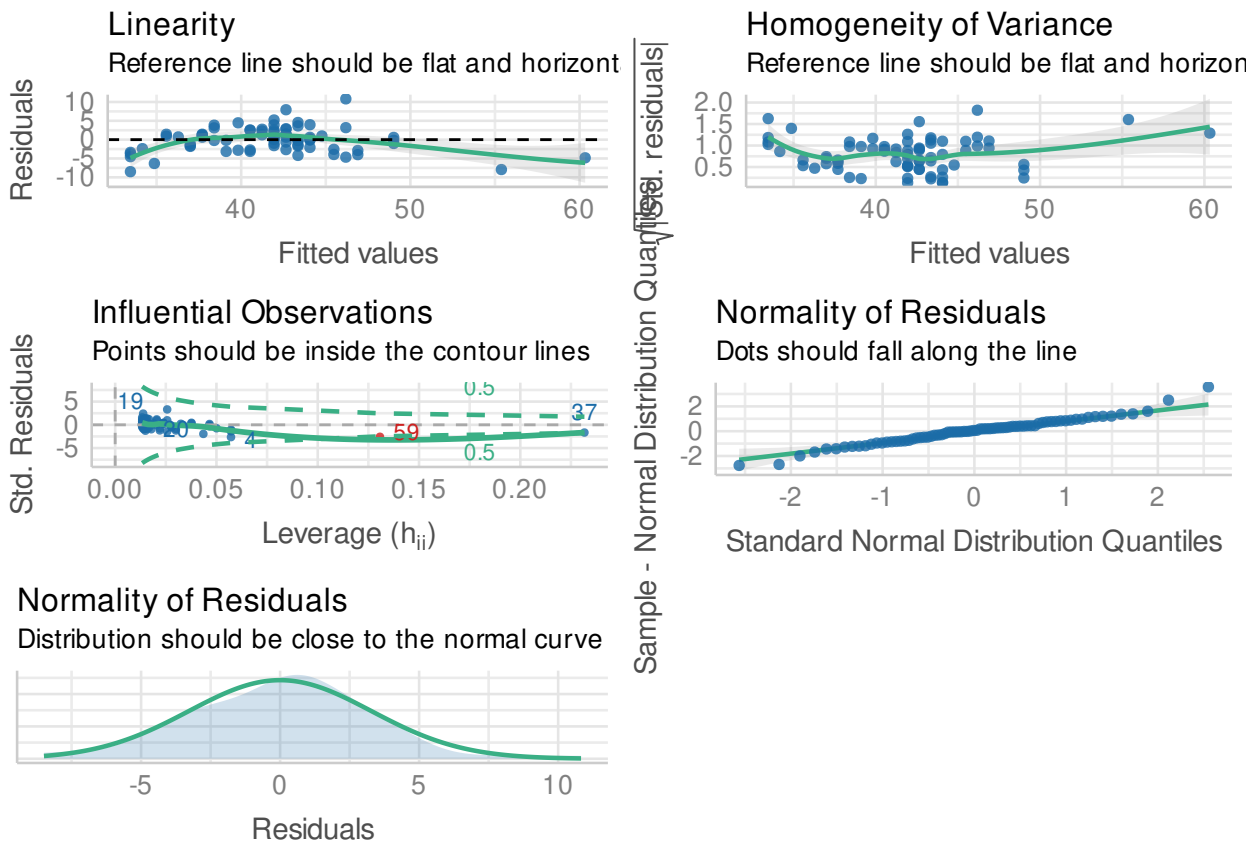 Linearity
Reference line should be flat and horizont
Residuals
10
5
0
-5
-10
40
50
60
Fitted values
Homogeneity of Variance
Reference line should be flat and horizon
√|Std. residuals|
2.0
1.5
1.0
0.5
40
50
60
Fitted values
Influential Observations
Points should be inside the contour lines
Std. Residuals
5
0
-5
19
20
4
59
37
0.5
0.5
0.00
0.05
0.10
0.15
0.20
Leverage (hii)
Normality of Residuals
Dots should fall along the line
Sample - Normal Distribution Quantiles
2
0
-2
-2
-1
0
1
2
Standard Normal Distribution Quantiles
Normality of Residuals
Distribution should be close to the normal curve
-5
0
5
10
Residuals